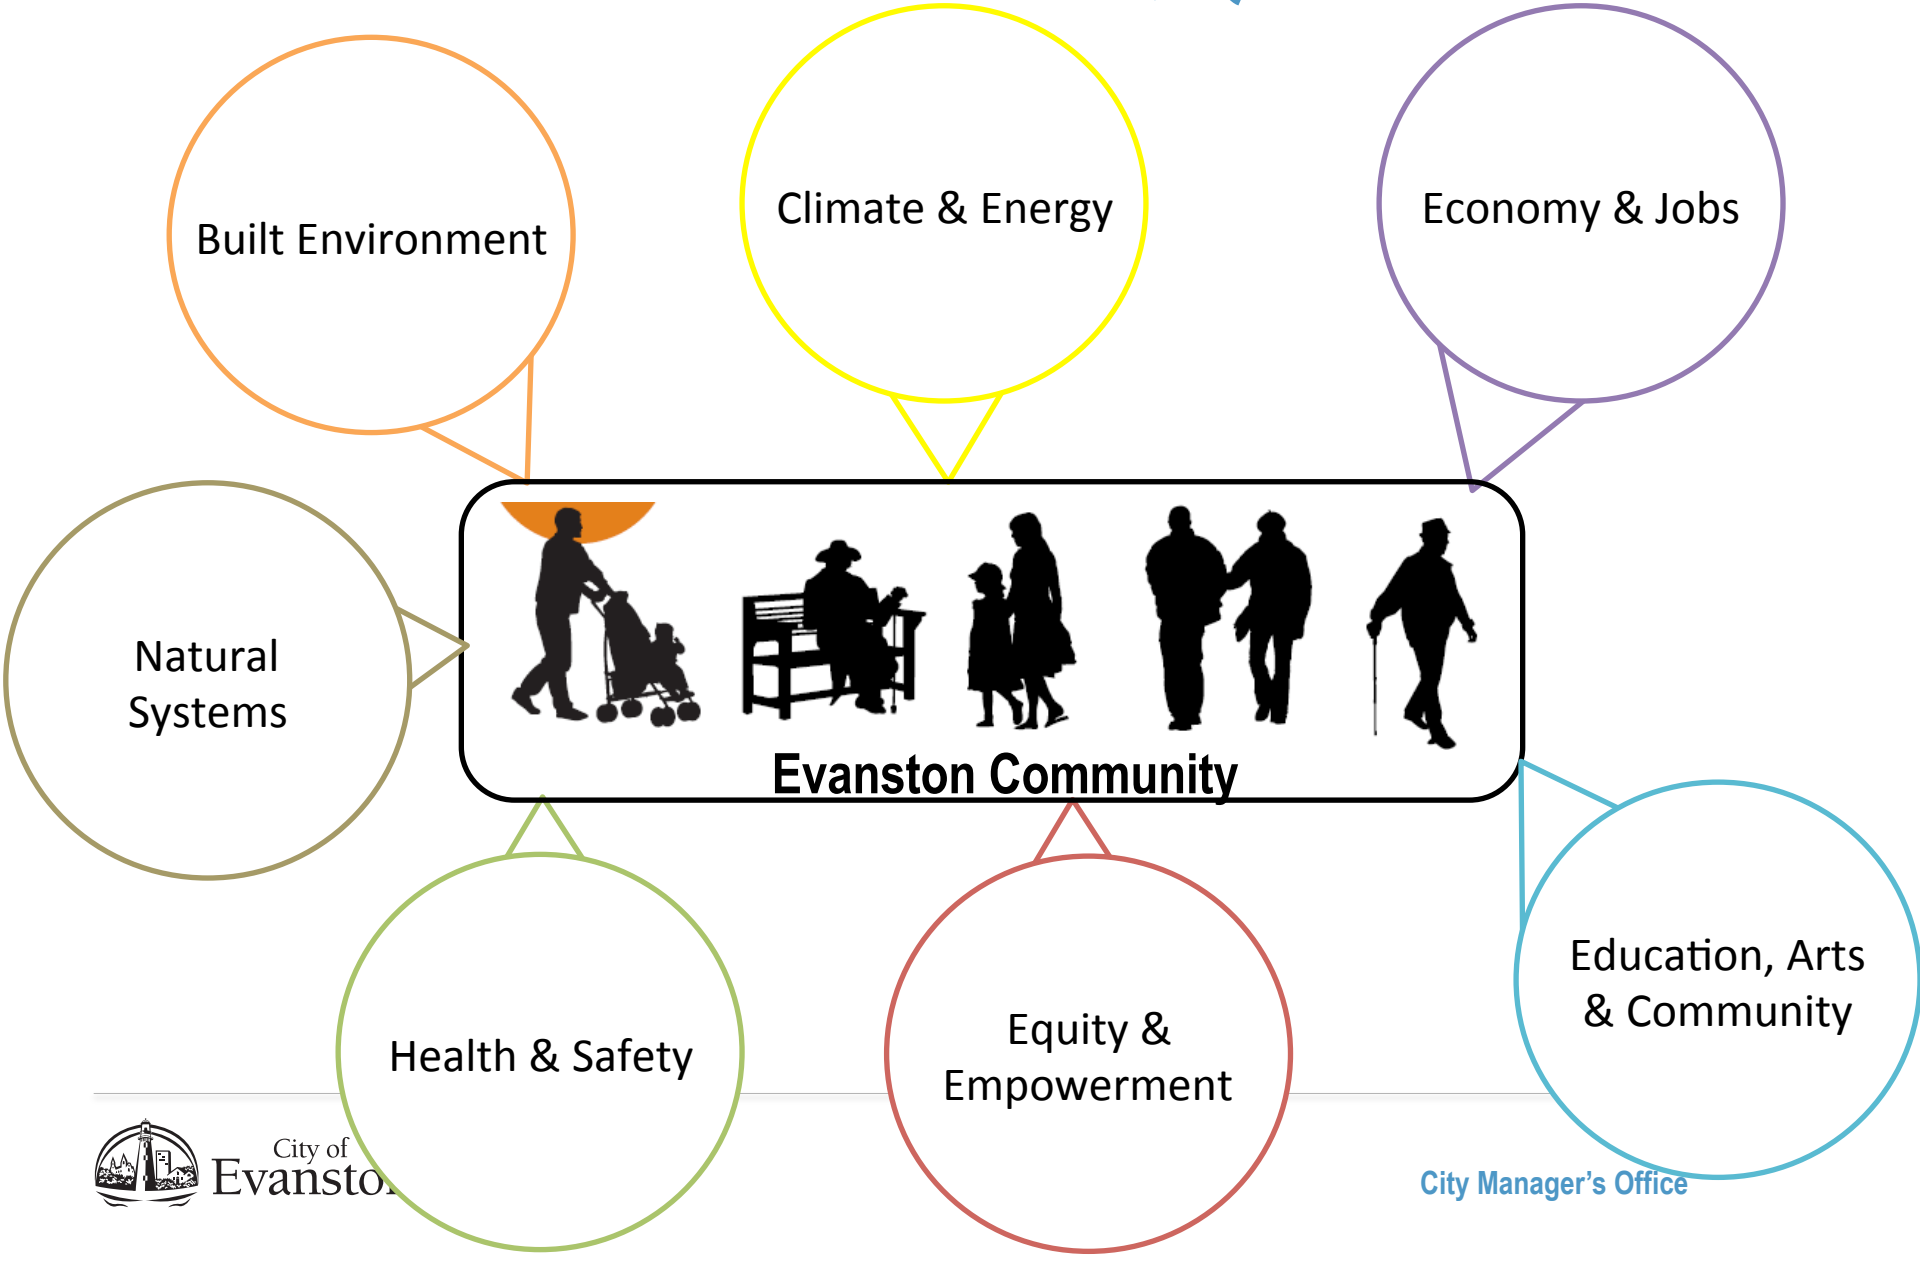 Built Environment
Climate & Energy
Economy & Jobs
Natural
Systems
Evanston Community
Health & Safety
Equity &
Empowerment
Education, Arts
& Community
City of
Evansto
City Manager's Office